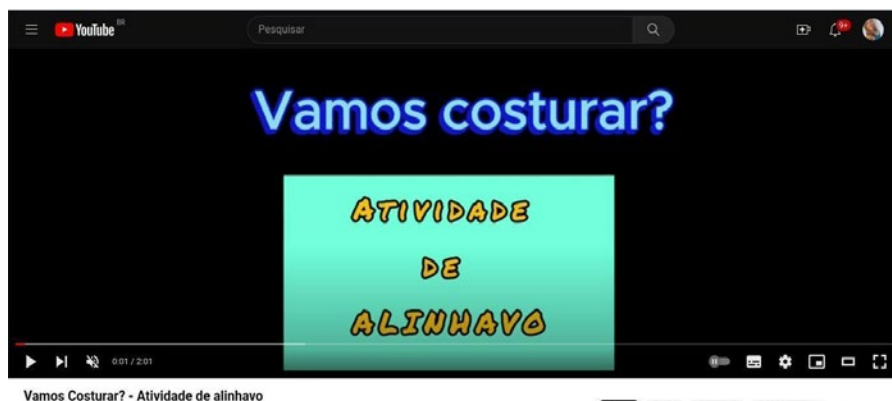 YouTube BR
Pesquisar
9+
Vamos costurar?
ATIVIDADE
DE
ALINHAVO
0:01 / 2:01
Vamos Costurar? - Atividade de alinhavo